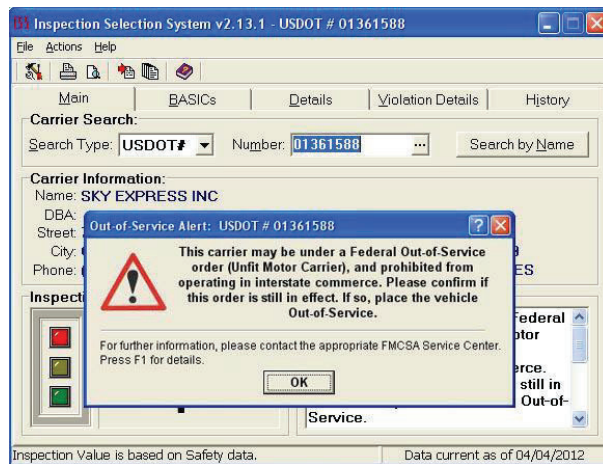 ISS Inspection Selection System v2.13.1 - USDOT # 01361588
File Actions Help
Main BASICs Details Violation Details History
Carrier Search:
Search Type: USDOT# Number: 01361588 ... Search by Name
Carrier Information:
Name: SKY EXPRESS INC
DBA:
Street:
City:
Phone: ES
Out-of-Service Alert: USDOT # 01361588
This carrier may be under a Federal Out-of-Service
order (Unfit Motor Carrier), and prohibited from
operating in interstate commerce. Please confirm if
this order is still in effect. If so, place the vehicle
Out-of-Service.
For further information, please contact the appropriate FMCSA Service Center.
Press F1 for details.
OK
Inspecti
Federal
otor
erce.
still in
Out-of-
Service.
Inspection Value is based on Safety data. Data current as of 04/04/2012